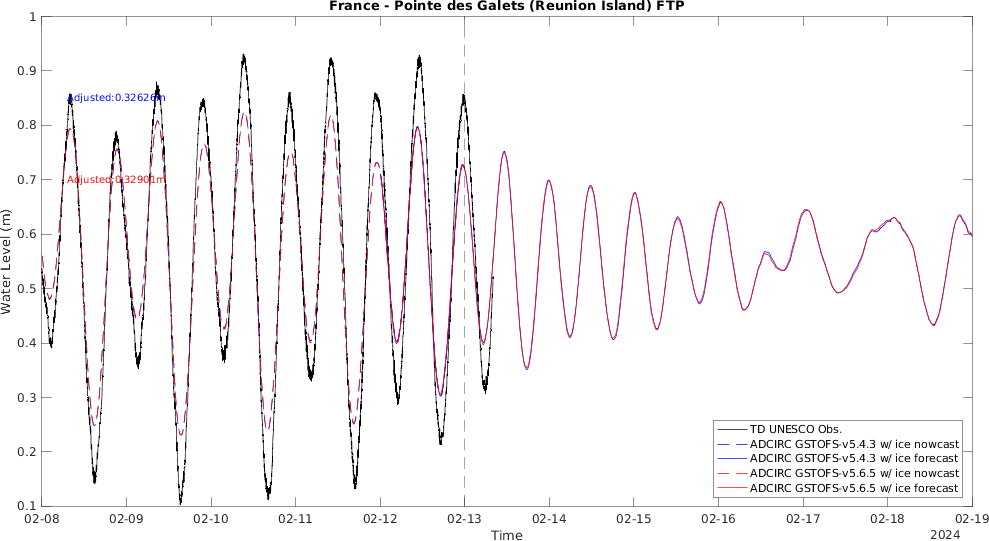 France - Pointe des Galets (Reunion Island) FTP
1
0.9
0.8
0.7
0.6
0.5
0.4
0.3
0.2
0.1
Water Level (m)
Adjusted:0.32626m
Adjusted:0.32901m
TD UNESCO Obs.
ADCIRC GSTOFS-v5.4.3 w/ ice nowcast
ADCIRC GSTOFS-v5.4.3 w/ ice forecast
ADCIRC GSTOFS-v5.6.5 w/ ice nowcast
ADCIRC GSTOFS-v5.6.5 w/ ice forecast
02-08 02-09 02-10 02-11 02-12 02-13 02-14 02-15 02-16 02-17 02-18 02-19
Time
2024